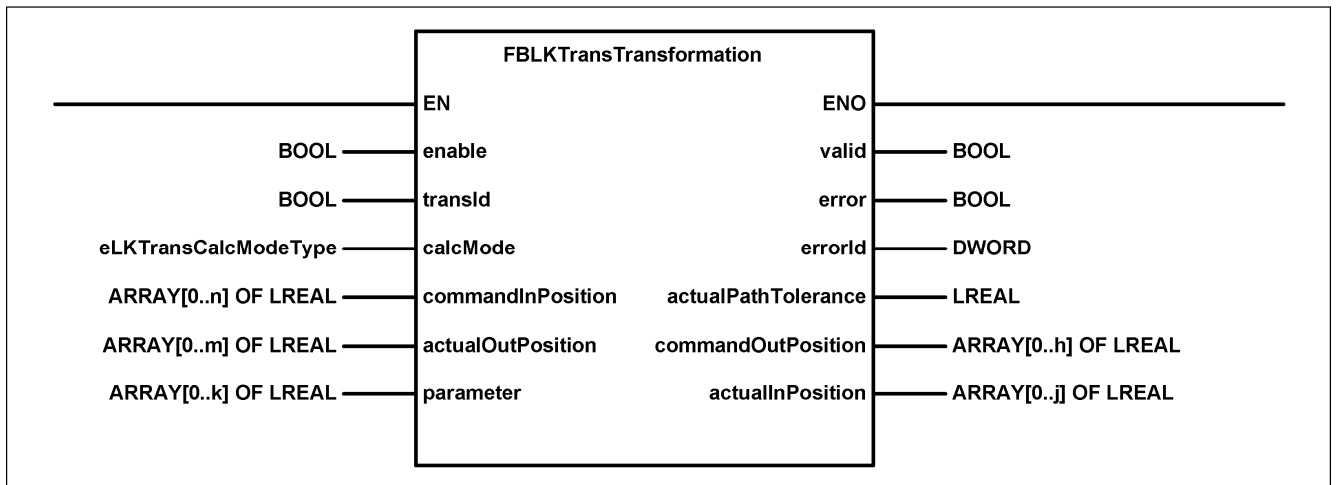 FBLKTransTransformation
EN ENO
BOOL enable valid BOOL
BOOL transId error BOOL
eLKTransCalcModeType calcMode errorId DWORD
ARRAY[0..n] OF LREAL commandInPosition actualPathTolerance LREAL
ARRAY[0..m] OF LREAL actualOutPosition commandOutPosition ARRAY[0..h] OF LREAL
ARRAY[0..k] OF LREAL parameter actualInPosition ARRAY[0..j] OF LREAL